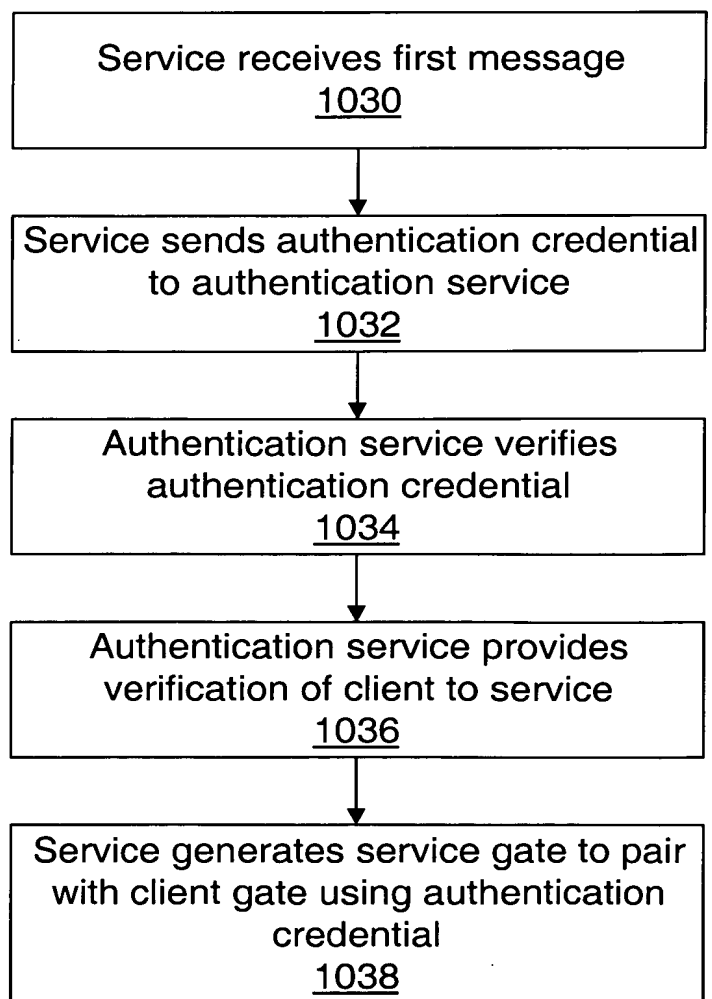 Service receives first message
1030
Service sends authentication credential
to authentication service
1032
Authentication service verifies
authentication credential
1034
Authentication service provides
verification of client to service
1036
Service generates service gate to pair
with client gate using authentication
credential
1038